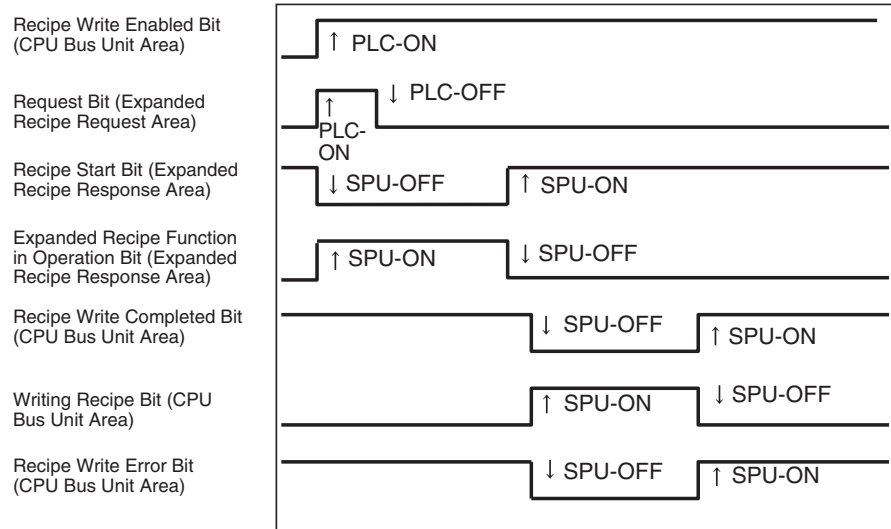 Recipe Write Enabled Bit
(CPU Bus Unit Area)
↑ PLC-ON
Request Bit (Expanded
Recipe Request Area)
↑
PLC-
ON
↓ PLC-OFF
Recipe Start Bit (Expanded
Recipe Response Area)
↓ SPU-OFF
↑ SPU-ON
Expanded Recipe Function
in Operation Bit (Expanded
Recipe Response Area)
↑ SPU-ON
↓ SPU-OFF
Recipe Write Completed Bit
(CPU Bus Unit Area)
↓ SPU-OFF
↑ SPU-ON
Writing Recipe Bit (CPU
Bus Unit Area)
↑ SPU-ON
↓ SPU-OFF
Recipe Write Error Bit
(CPU Bus Unit Area)
↓ SPU-OFF
↑ SPU-ON